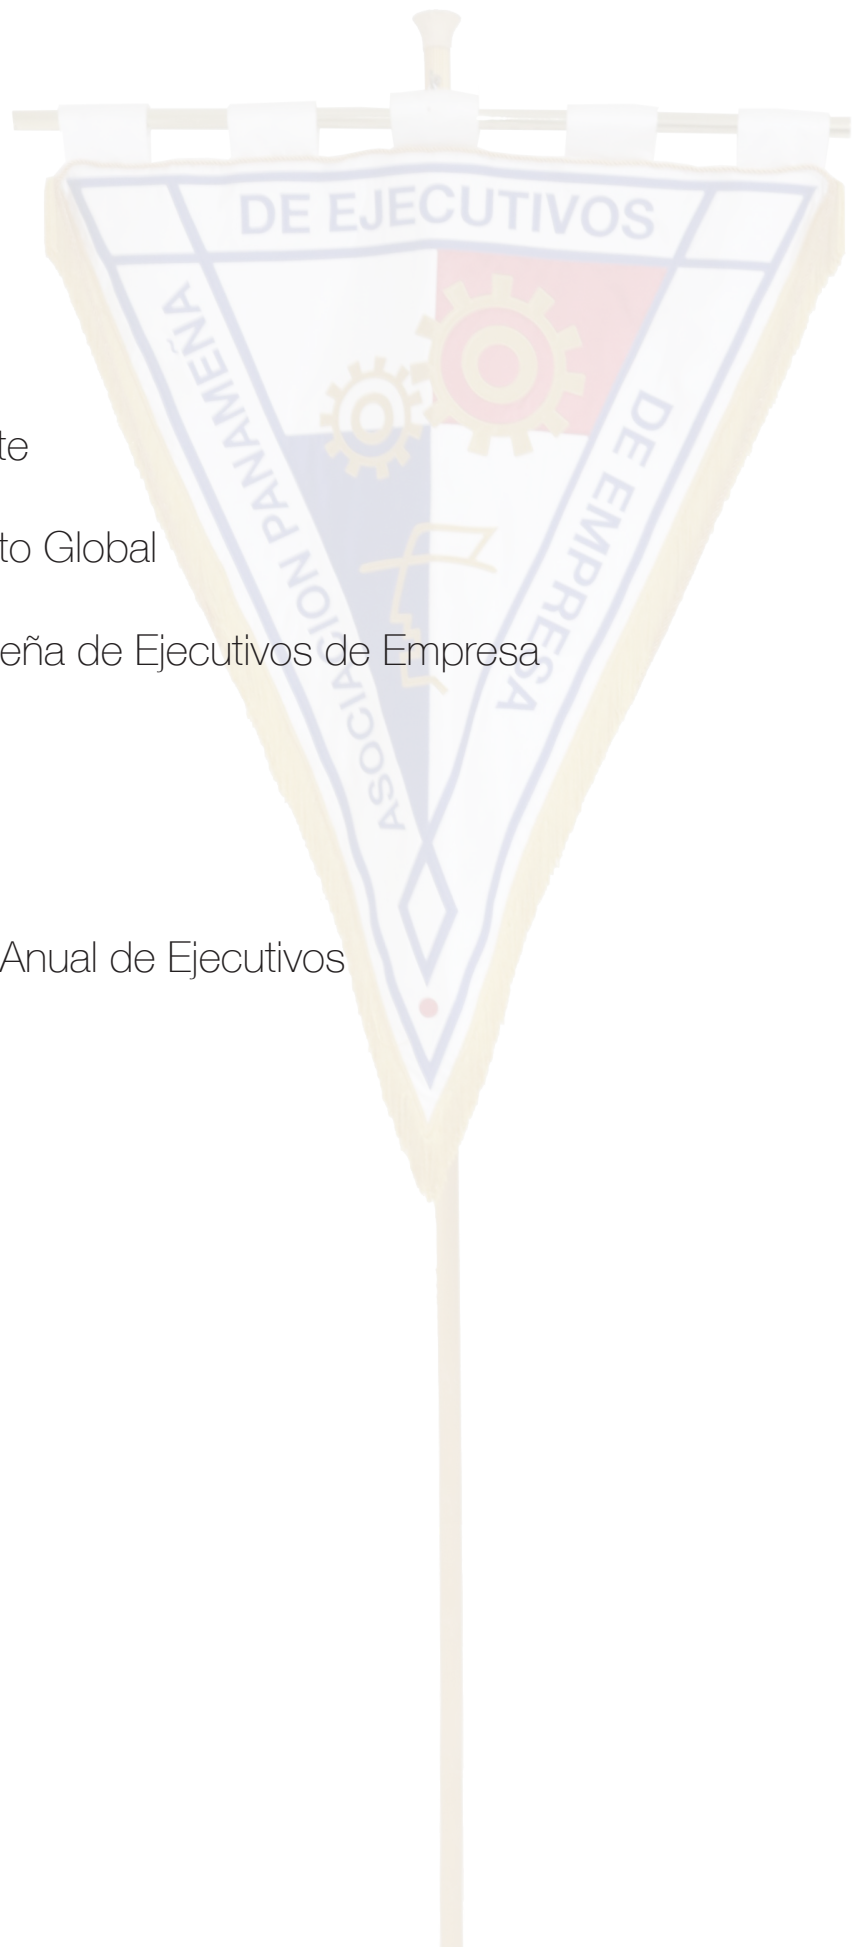 DE EJECUTIVOS
ASOCIACION PANAMEÑA
DE EMPRESA
te
to Global
eña de Ejecutivos de Empresa
Anual de Ejecutivos